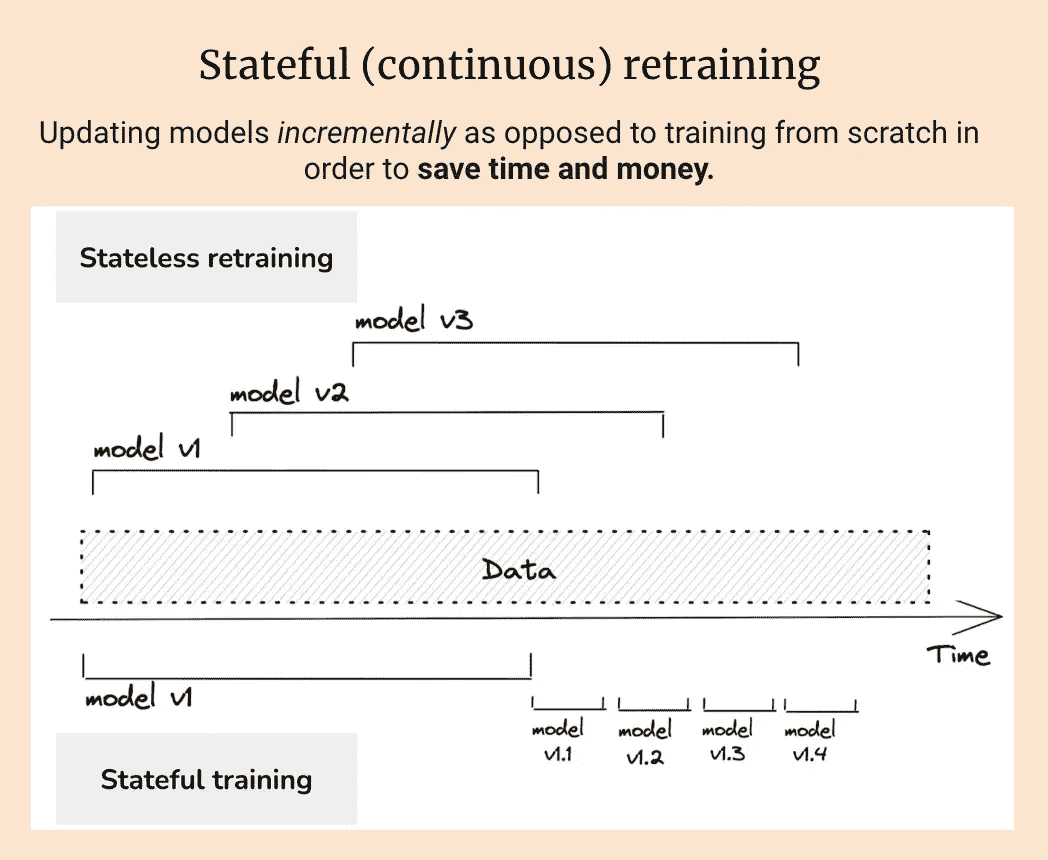 Stateful (continuous) retraining
Updating models incrementally as opposed to training from scratch in
order to save time and money.
Stateless retraining
model v3
model v2
model v1
Data
Time
model v1
model v1.1
model v1.2
model v1.3
model v1.4
Stateful training